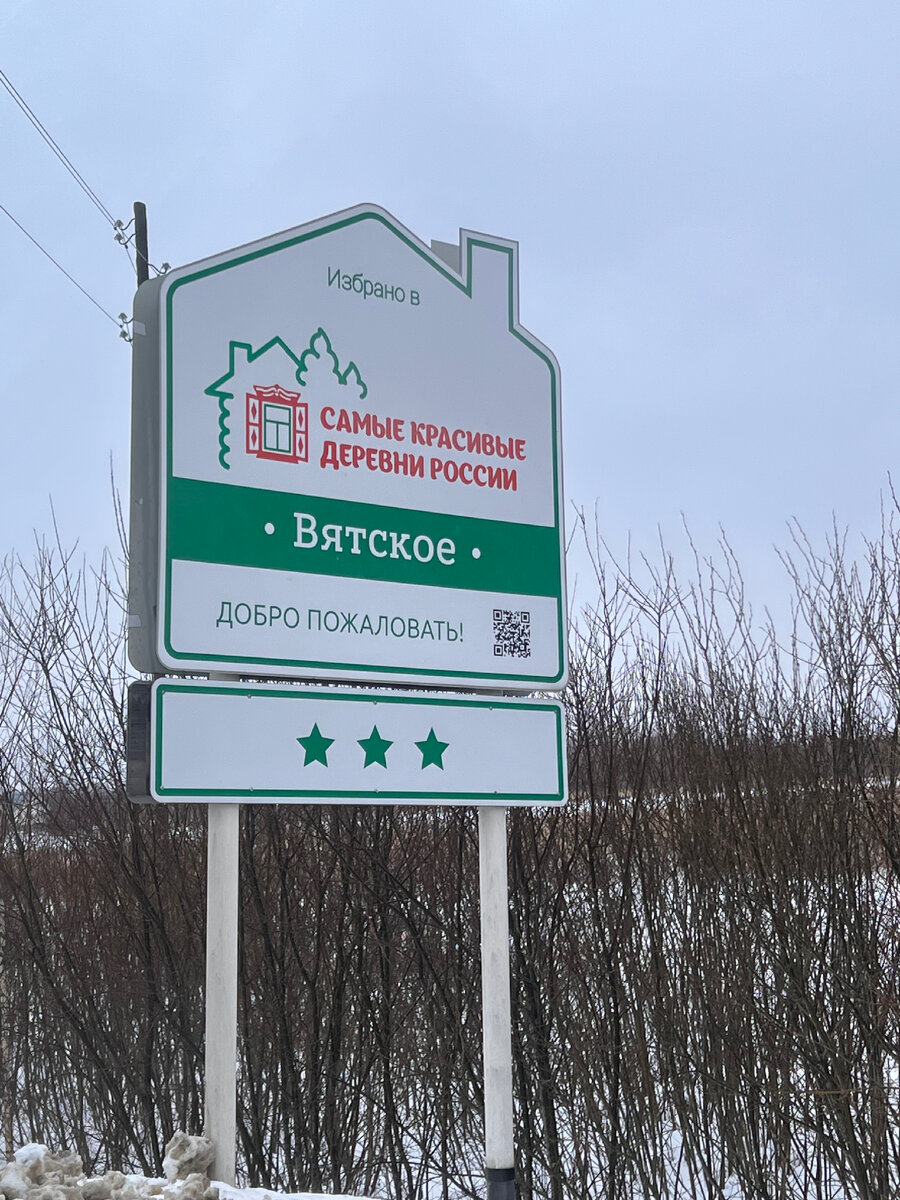 Избрано в
САМЫЕ КРАСИВЫЕ
ДЕРЕВНИ РОССИИ
• Вятское •
ДОБРО ПОЖАЛОВАТЬ!